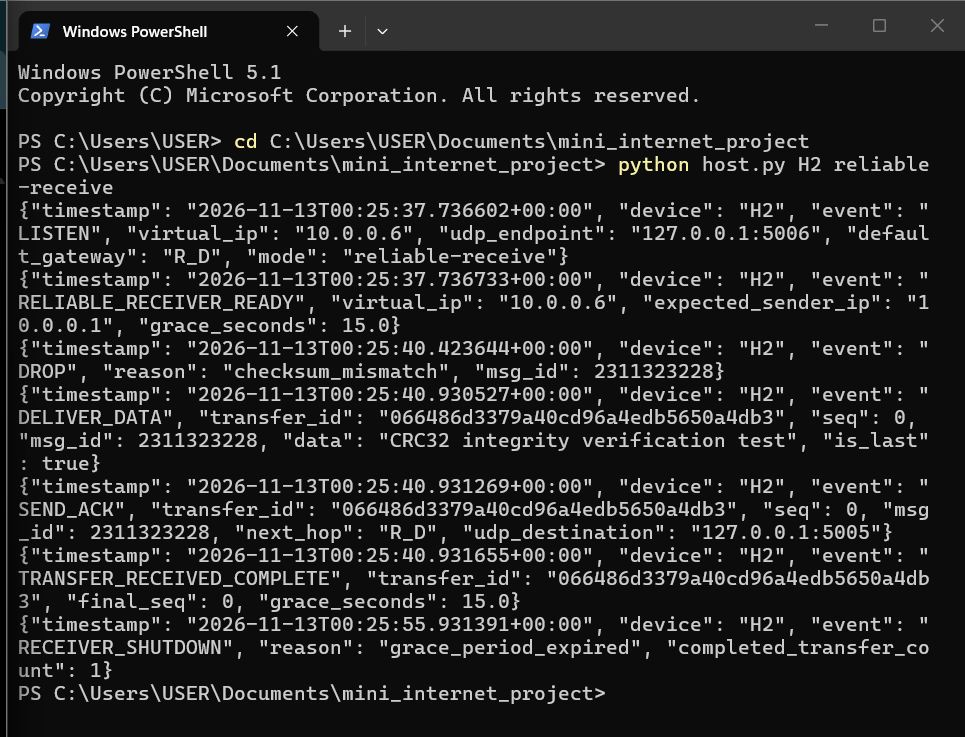 Windows PowerShell
Windows PowerShell 5.1
Copyright (C) Microsoft Corporation. All rights reserved.
PS C:\Users\USER> cd C:\Users\USER\Documents\mini_internet_project
PS C:\Users\USER\Documents\mini_internet_project> python host.py H2 reliable
-receive
{"timestamp": "2026-11-13T00:25:37.736602+00:00", "device": "H2", "event": "
LISTEN", "virtual_ip": "10.0.0.6", "udp_endpoint": "127.0.0.1:5006", "defaul
t_gateway": "R_D", "mode": "reliable-receive"}
{"timestamp": "2026-11-13T00:25:37.736733+00:00", "device": "H2", "event": "
RELIABLE_RECEIVER_READY", "virtual_ip": "10.0.0.6", "expected_sender_ip": "1
0.0.0.1", "grace_seconds": 15.0}
{"timestamp": "2026-11-13T00:25:40.423644+00:00", "device": "H2", "event": "
DROP", "reason": "checksum_mismatch", "msg_id": 2311323228}
{"timestamp": "2026-11-13T00:25:40.930527+00:00", "device": "H2", "event": "
DELIVER_DATA", "transfer_id": "066486d3379a40cd96a4edb5650a4db3", "seq": 0,
"msg_id": 2311323228, "data": "CRC32 integrity verification test", "is_last"
: true}
{"timestamp": "2026-11-13T00:25:40.931269+00:00", "device": "H2", "event": "
SEND_ACK", "transfer_id": "066486d3379a40cd96a4edb5650a4db3", "seq": 0, "msg
_id": 2311323228, "next_hop": "R_D", "udp_destination": "127.0.0.1:5005"}
{"timestamp": "2026-11-13T00:25:40.931655+00:00", "device": "H2", "event": "
TRANSFER_RECEIVED_COMPLETE", "transfer_id": "066486d3379a40cd96a4edb5650a4db
3", "final_seq": 0, "grace_seconds": 15.0}
{"timestamp": "2026-11-13T00:25:55.931391+00:00", "device": "H2", "event": "
RECEIVER_SHUTDOWN", "reason": "grace_period_expired", "completed_transfer_co
unt": 1}
PS C:\Users\USER\Documents\mini_internet_project>